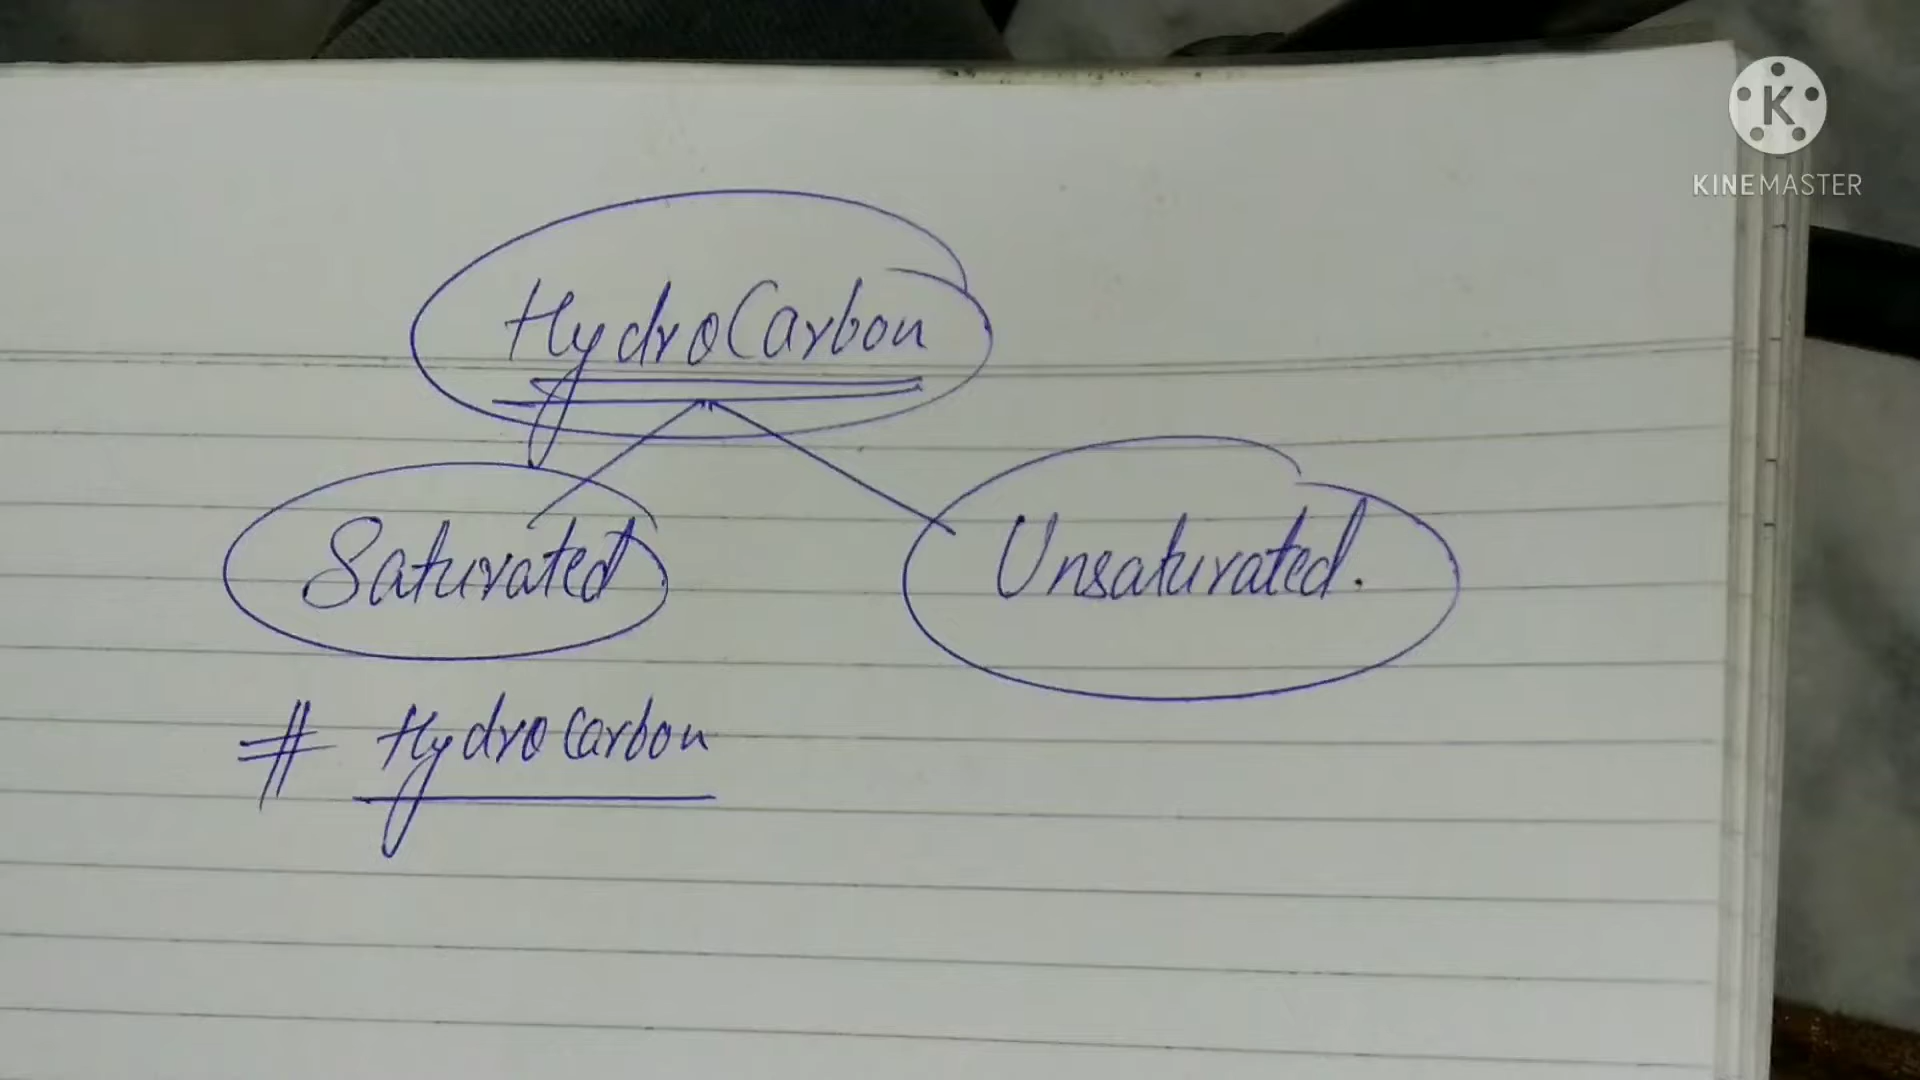 K
KINEMASTER
HydroCarbon
Saturated
Unsaturated.
# Hydrocarbon